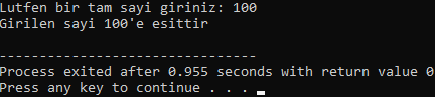 Lutfen bir tam sayi giriniz: 100
Girilen sayi 100'e esittir
--------------------------------
Process exited after 0.955 seconds with return value 0
Press any key to continue . . .